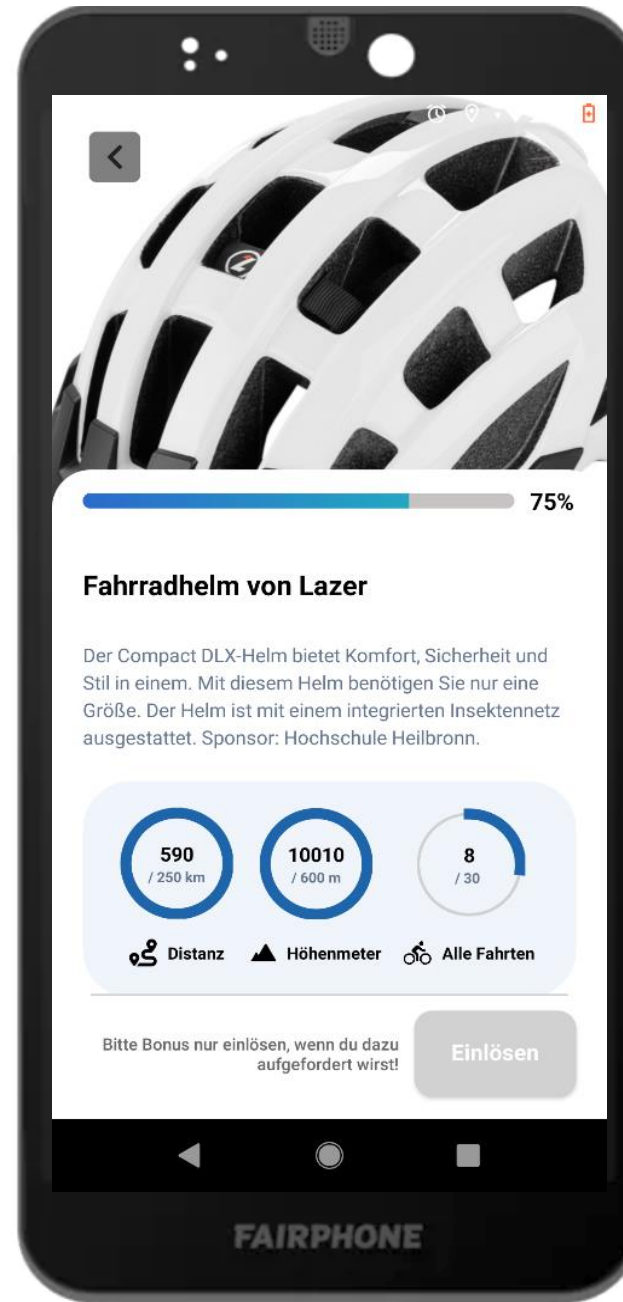 75%
Fahrradhelm von Lazer
Der Compact DLX-Helm bietet Komfort, Sicherheit und
Stil in einem. Mit diesem Helm benötigen Sie nur eine
Größe. Der Helm ist mit einem integrierten Insektennetz
ausgestattet. Sponsor: Hochschule Heilbronn.
590
/ 250 km
10010
/ 600 m
8
/ 30
Distanz
Höhenmeter
Alle Fahrten
Bitte Bonus nur einlösen, wenn du dazu
aufgefordert wirst!
Einlösen
FAIRPHONE